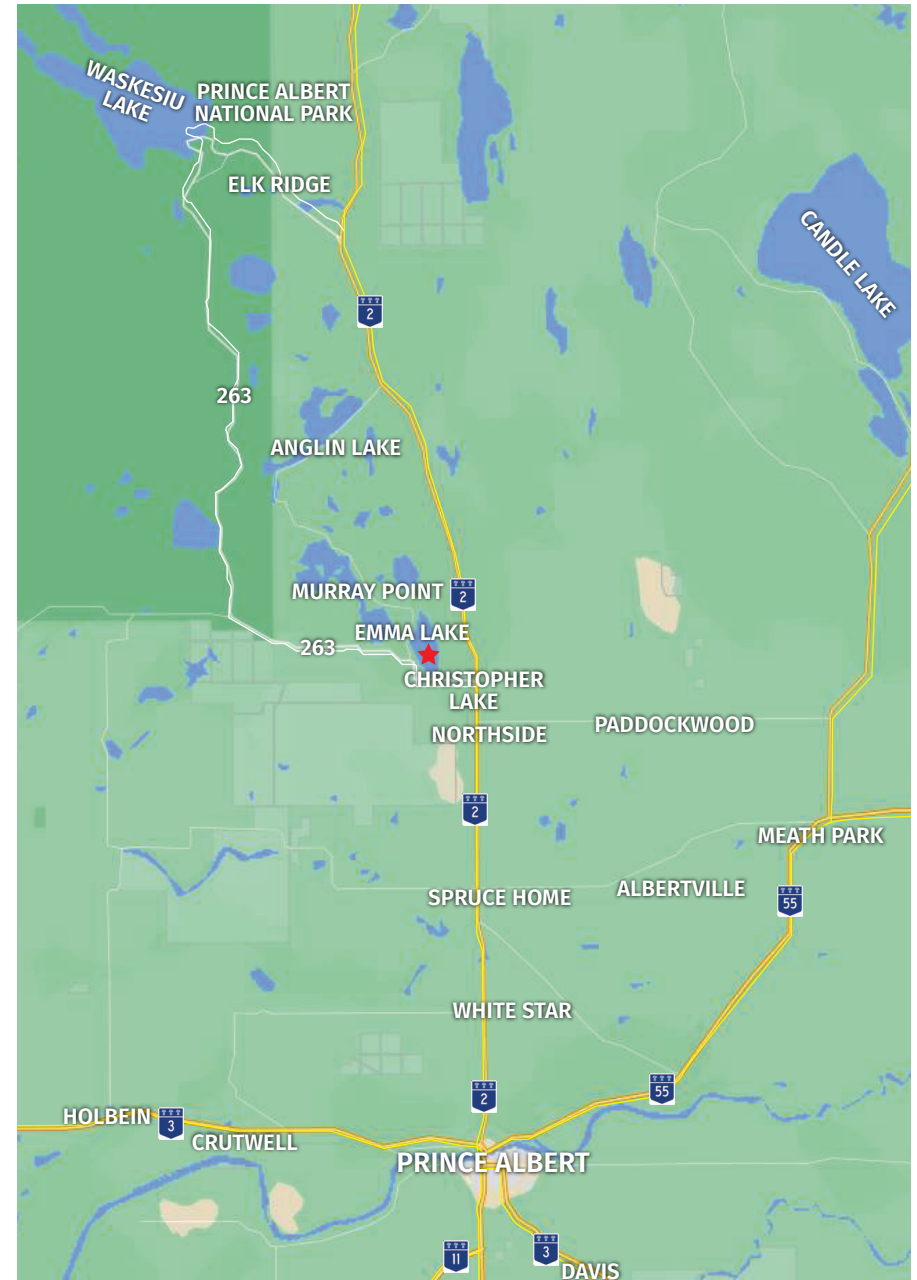 WASKESIU
LAKE
PRINCE ALBERT
NATIONAL PARK
ELK RIDGE
CANDLE LAKE
2
263
ANGLIN LAKE
MURRAY POINT
2
EMMA LAKE
263
CHRISTOPHER
LAKE
NORTHSIDE
PADDOCKWOOD
2
MEATH PARK
ALBERTVILLE
SPRUCE HOME
55
WHITE STAR
55
2
HOLBEIN
3
CRUTWELL
PRINCE ALBERT
11
3
DAVIS